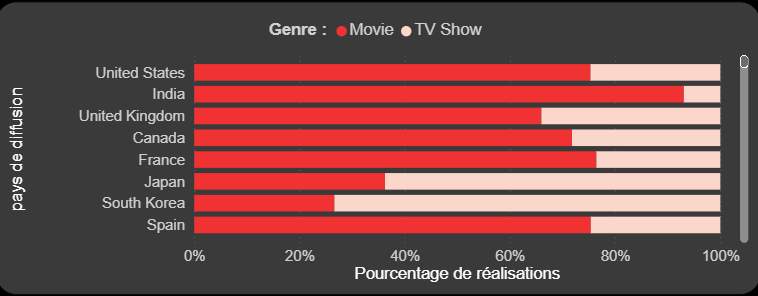 Genre : Movie TV Show
pays de diffusion
United States
India
United Kingdom
Canada
France
Japan
South Korea
Spain
0% 20% 40% 60% 80% 100%
Pourcentage de réalisations